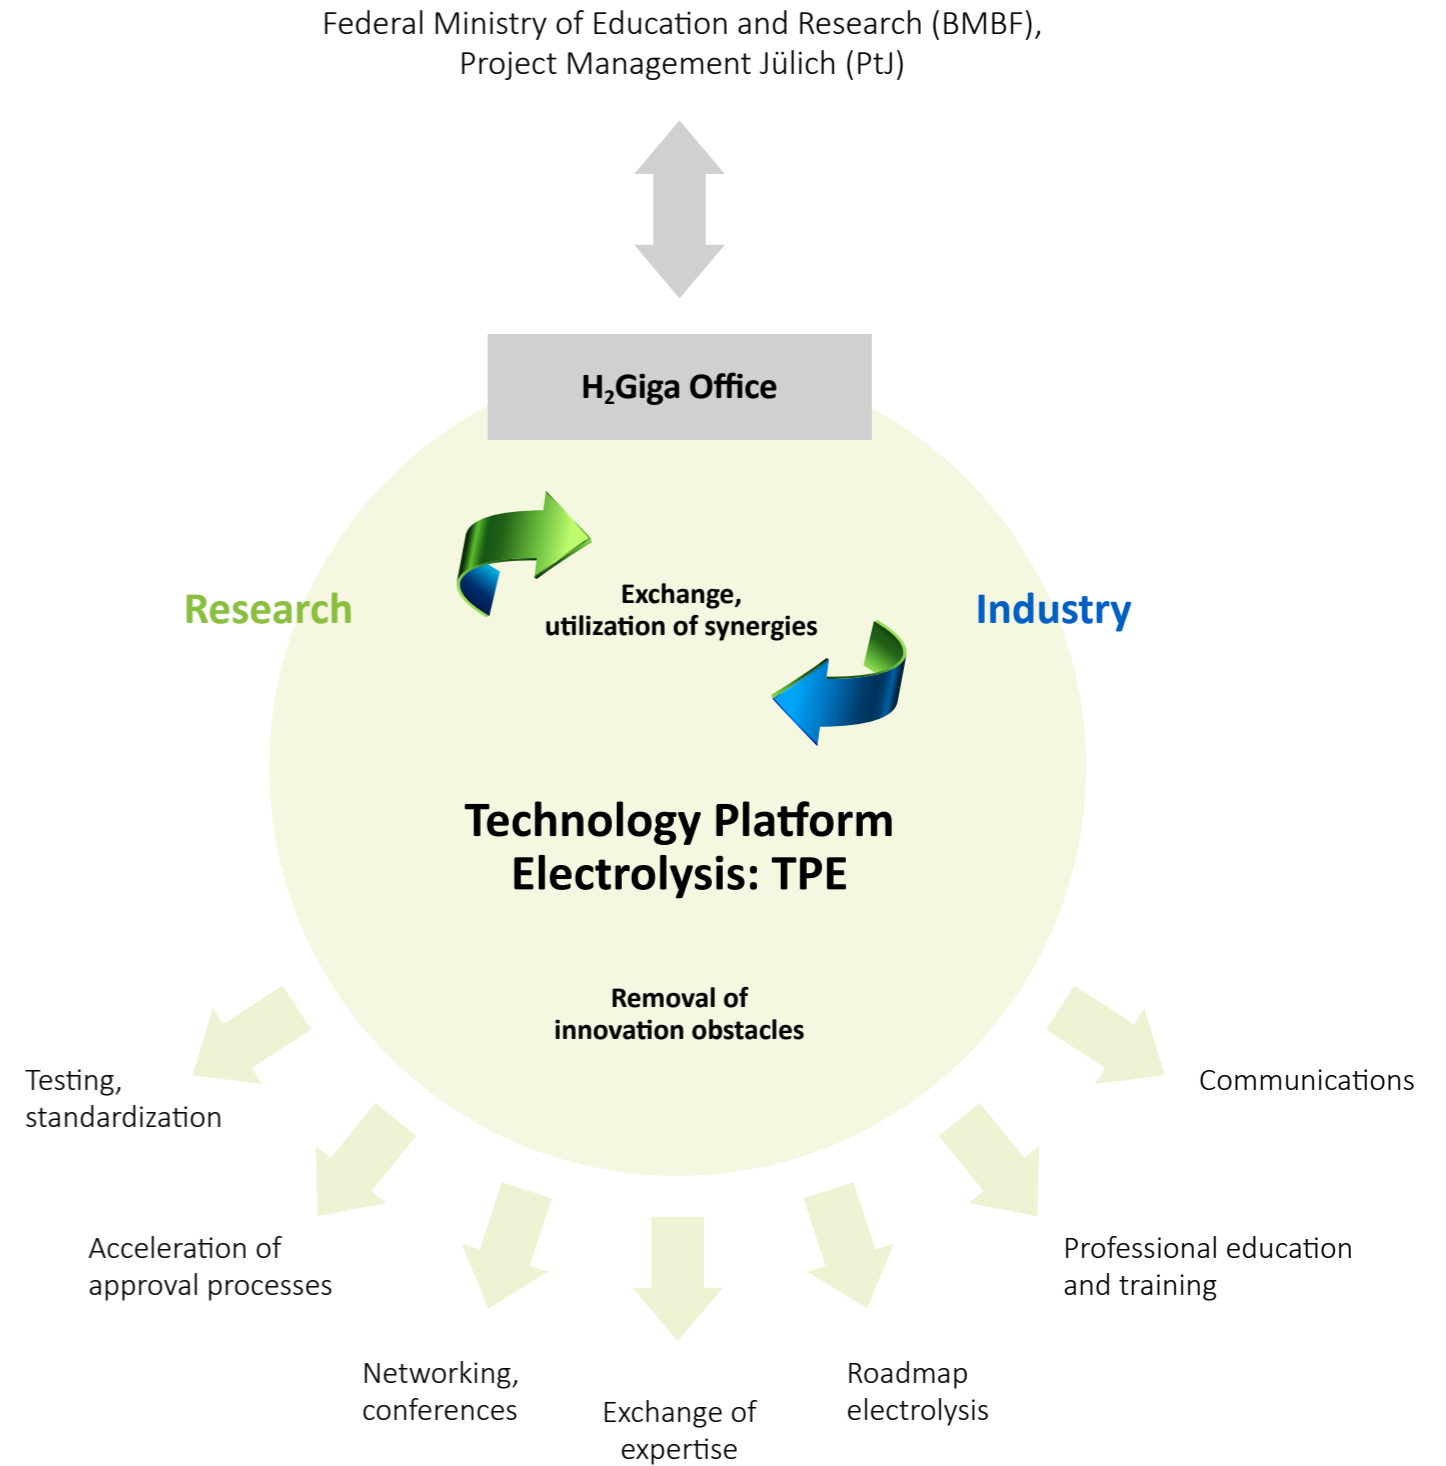 Federal Ministry of Education and Research (BMBF),
Project Management Jülich (PtJ)
H₂Giga Office
Exchange,
utilization of synergies
Research
Industry
Technology Platform
Electrolysis: TPE
Removal of
innovation obstacles
Testing,
standardization
Communications
Acceleration of
approval processes
Professional education
and training
Networking,
conferences
Exchange of
expertise
Roadmap
electrolysis